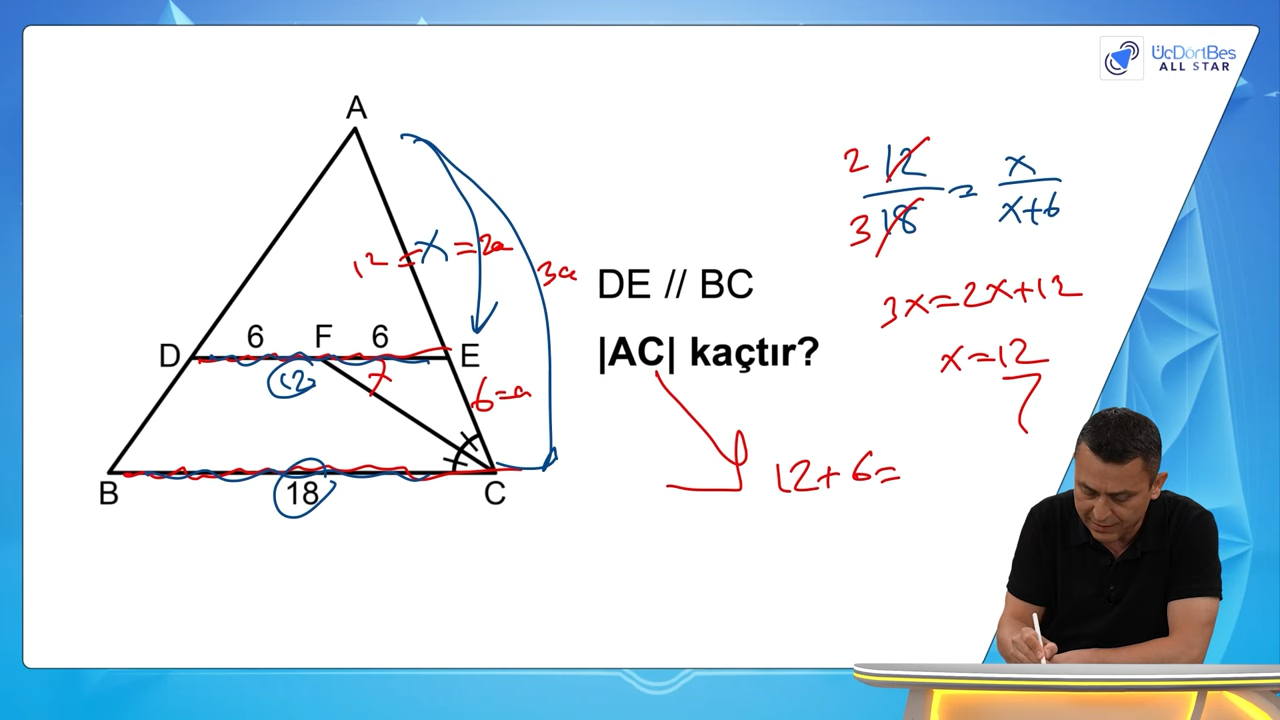 ÜçDörtBeş
ALL STAR
A
2 12 = x
3 18 x+6
12 = x = 2a
3a
DE // BC
3x=2x+12
6 F 6
D E
|AC| kaçtır?
x=12
12
6=a
12+6=
B 18 C